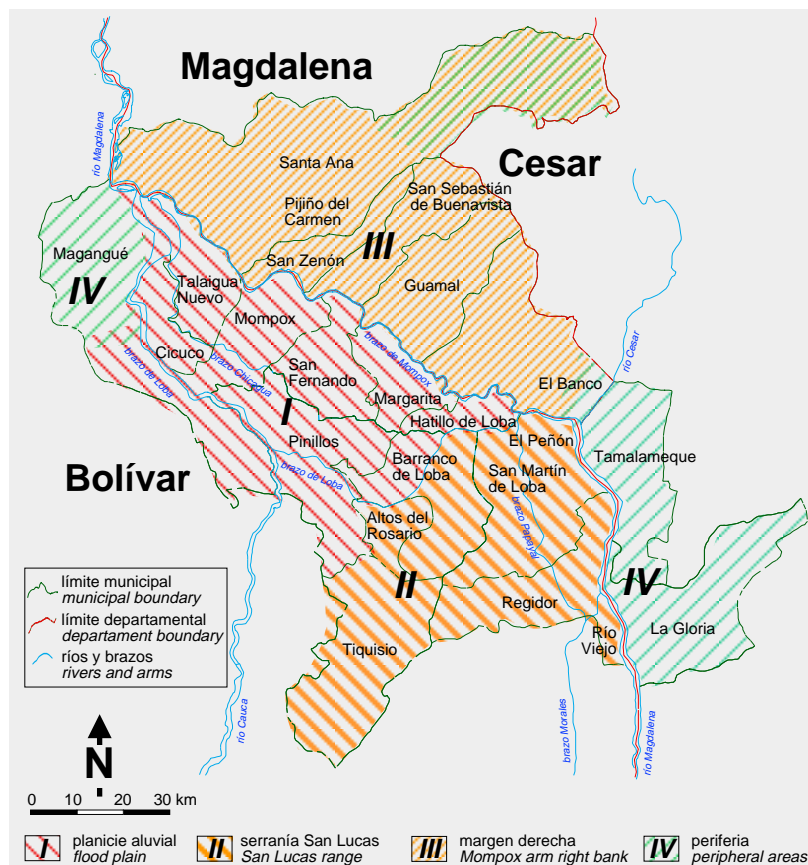 Magdalena
Cesar
Bolívar
río Magdalena
Santa Ana
Pijiño del
Carmen
San Sebastián
de Buenavista
III
San Zenón
Guamal
Magangué
IV
Talaigua
Nuevo
Mompox
Cicuco
brazo Chicagua
brazo de Mompox
río Cesar
San
Fernando
brazo de Loba
I
Margarita
El Banco
Hatillo de Loba
Pinillos
El Peñón
Tamalameque
Barranco
de Loba
San Martín
de Loba
brazo de Loba
Altos del
Rosario
brazo Papayal
II
IV
Regidor
Río
Viejo
La Gloria
Tiquisio
río Cauca
brazo Morales
río Magdalena
límite municipal
municipal boundary
límite departamental
departament boundary
ríos y brazos
rivers and arms
N
0 10 20 30 km
I planicie aluvial
flood plain
II serranía San Lucas
San Lucas range
III margen derecha
Mompox arm right bank
IV periferia
peripheral areas